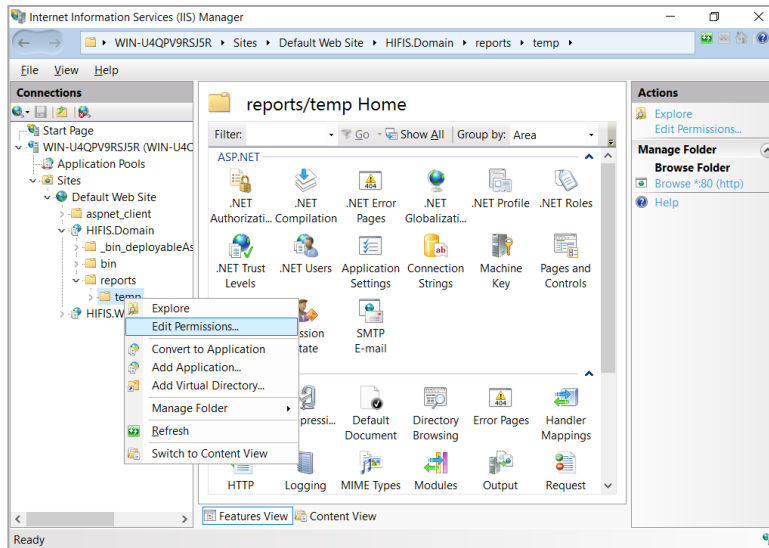 Internet Information Services (IIS) Manager
WIN-U4QPV9RSJ5R Sites Default Web Site HIFIS.Domain reports temp
File View Help
Connections
Start Page
WIN-U4QPV9RSJ5R (WIN-U4C
Application Pools
Sites
Default Web Site
aspnet_client
HIFIS.Domain
_bin_deployableAs
bin
reports
temp
HIFIS.W
Explore
Edit Permissions...
Convert to Application
Add Application...
Add Virtual Directory...
Manage Folder
Refresh
Switch to Content View
reports/temp Home
Filter: Go Show All Group by: Area
ASP.NET
.NET Authorizati...
.NET Compilation
.NET Error Pages
.NET Globalizati...
.NET Profile
.NET Roles
.NET Trust Levels
.NET Users
Application Settings
Connection Strings
Machine Key
Pages and Controls
ssion
tate
SMTP E-mail
pressi...
Default Document
Directory Browsing
Error Pages
Handler Mappings
HTTP
Logging
MIME Types
Modules
Output
Request
Features View Content View
Actions
Explore
Edit Permissions...
Manage Folder
Browse Folder
Browse *:80 (http)
Help
Ready